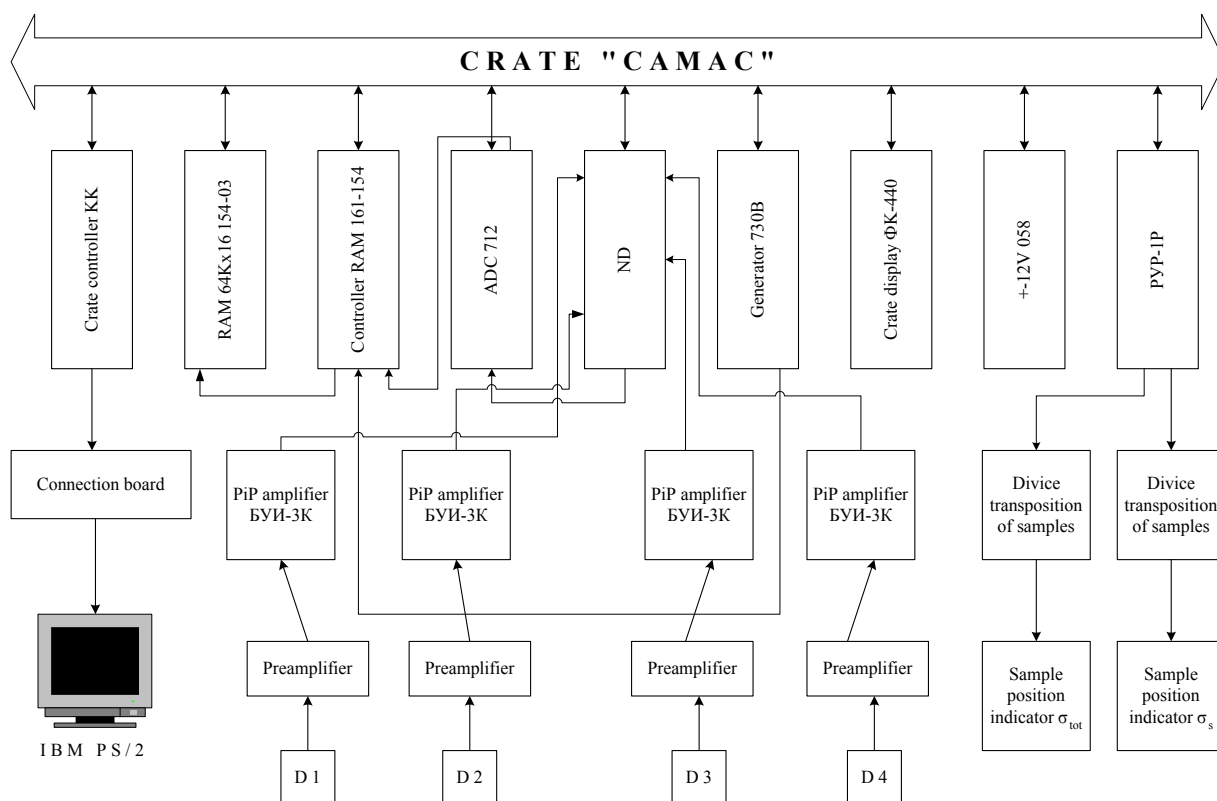 CRATE "CAMAC"
Crate controller KK
RAM 64Kx16 154-03
Controller RAM 161-154
ADC 712
ND
Generator 730B
Crate display ФК-440
+-12V 058
РУР-1Р
Connection board
PiP amplifier
БУИ-3К
PiP amplifier
БУИ-3К
PiP amplifier
БУИ-3К
PiP amplifier
БУИ-3К
Divice
transposition
of samples
Divice
transposition
of samples
Preamplifier
Preamplifier
Preamplifier
Preamplifier
Sample
position
indicator σtot
Sample
position
indicator σs
IBM PS/2
D 1
D 2
D 3
D 4